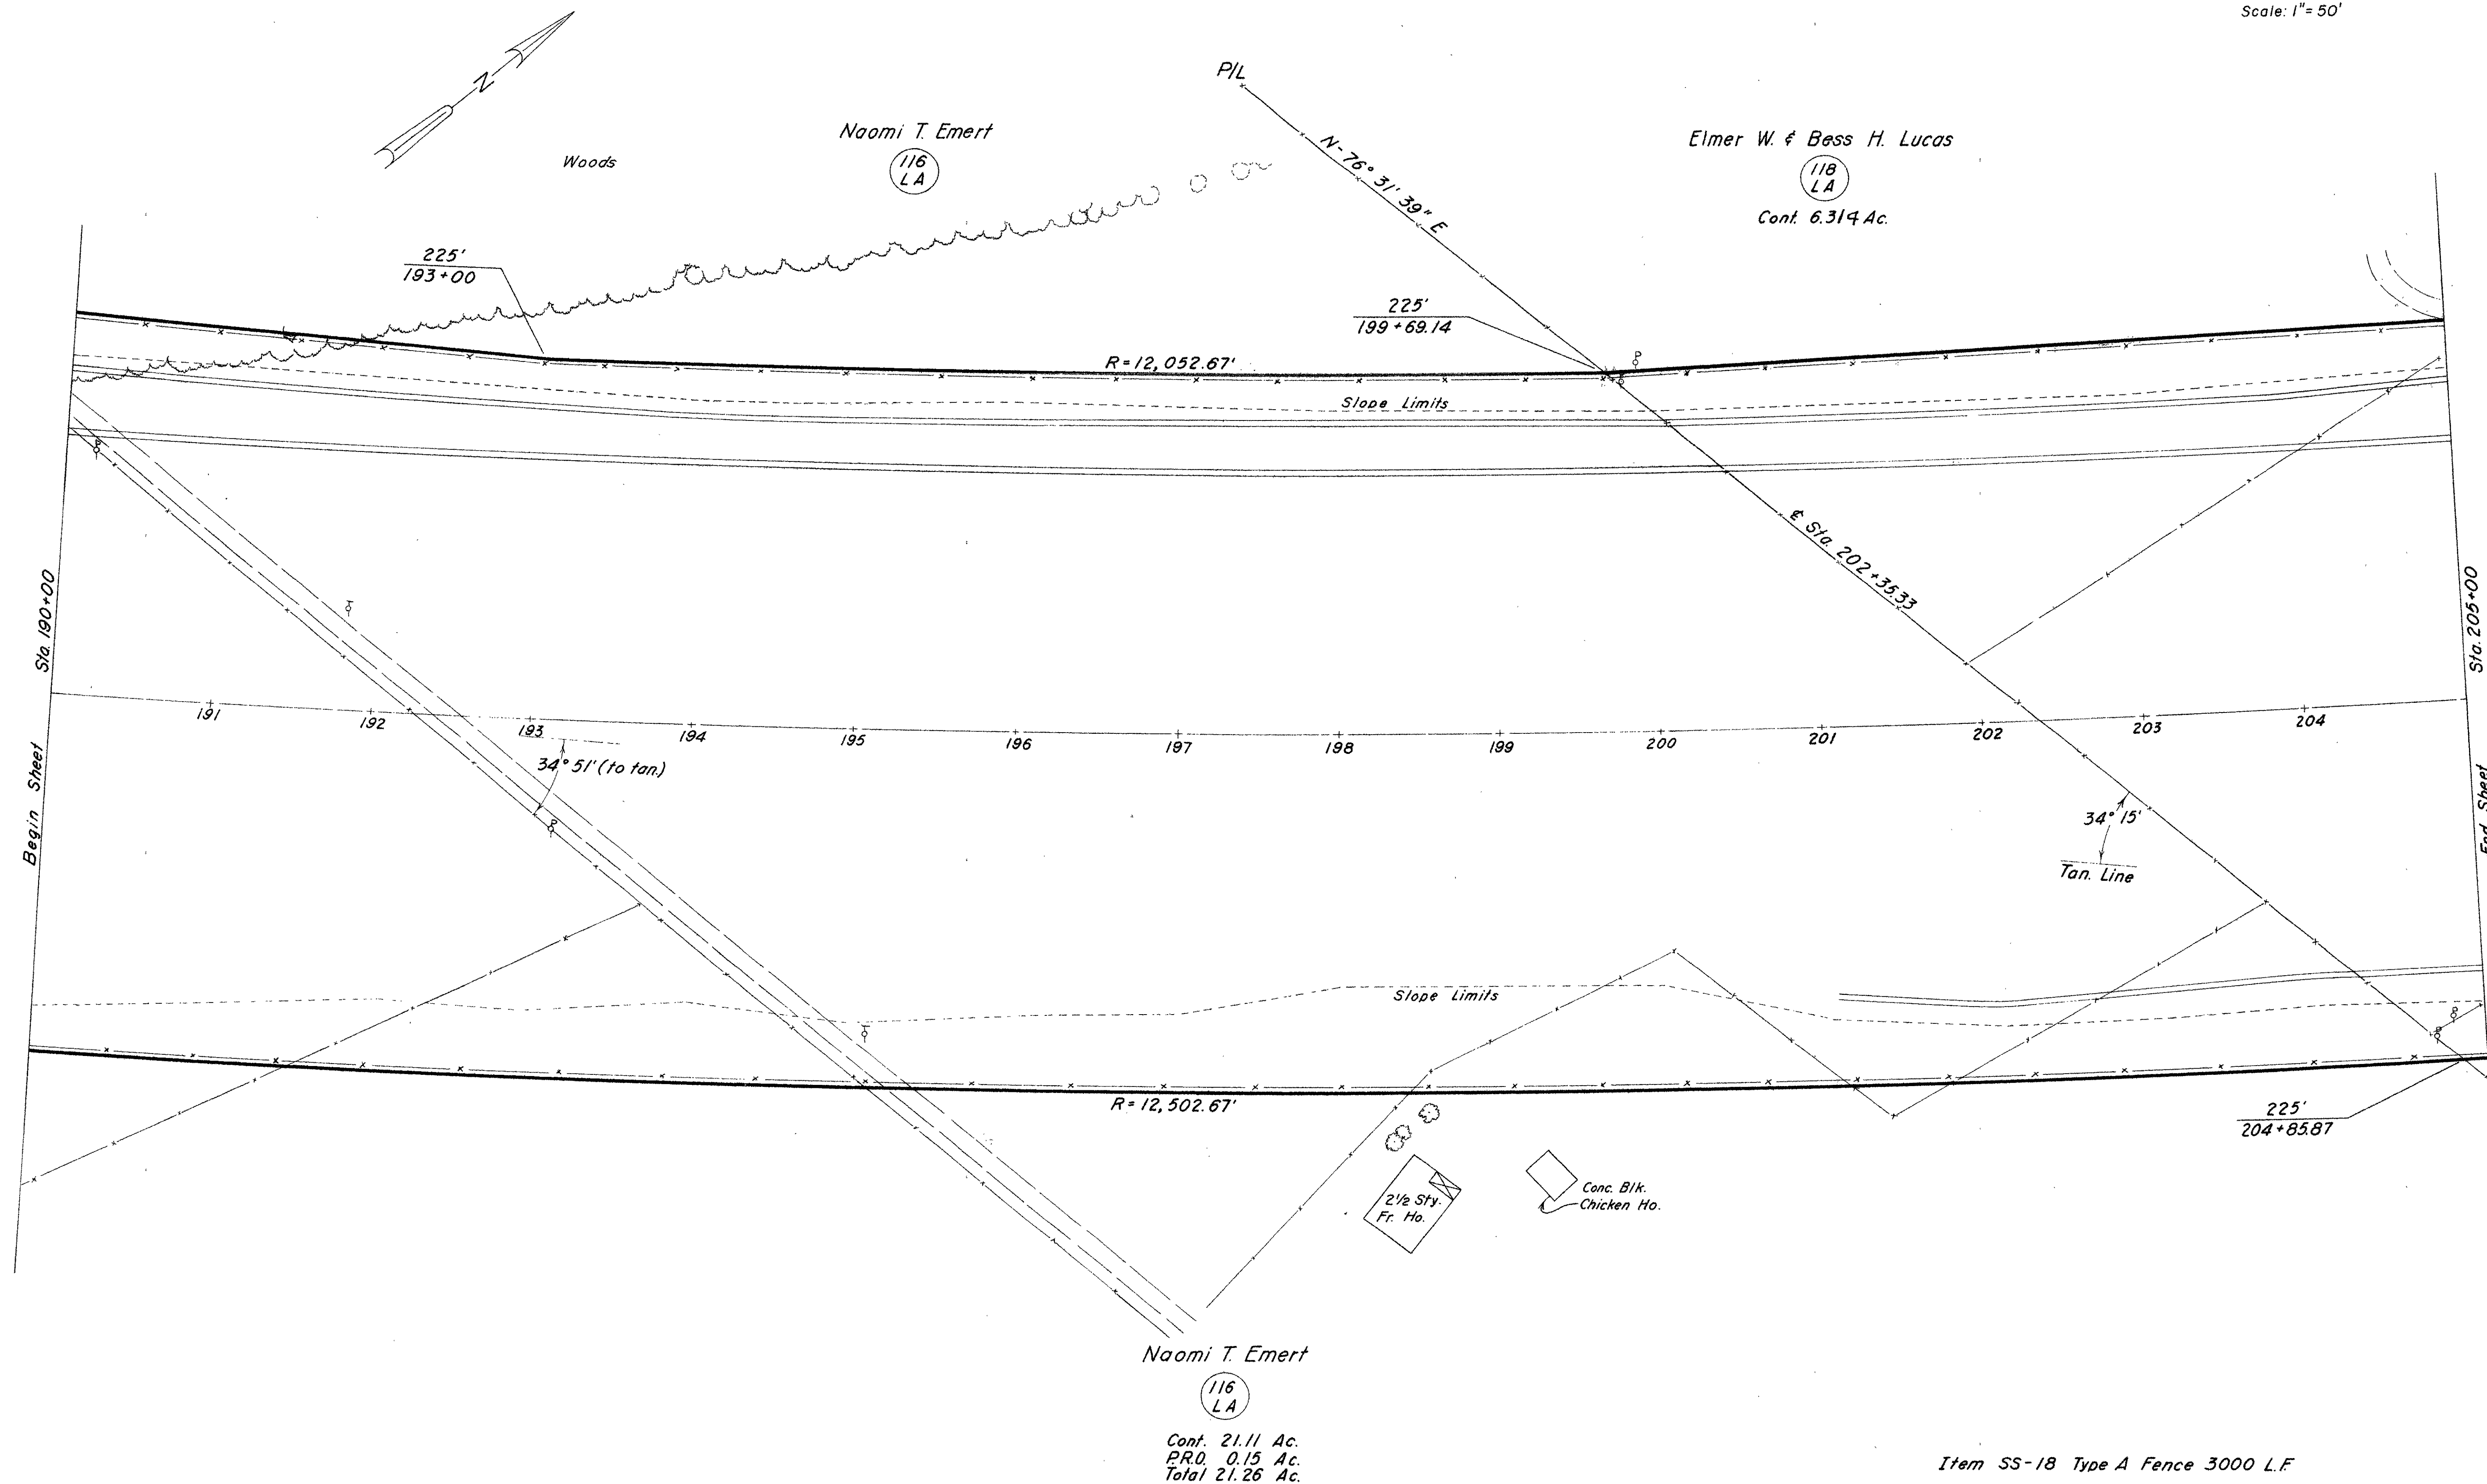 Scale: 1"= 50'
N
P/L
Naomi T. Emert
116
LA
Woods
Elmer W. & Bess H. Lucas
118
LA
Cont. 6.314 Ac.
N-76° 31' 39" E
225'
193+00
225'
199+69.14
R=12,052.67'
P
P
Slope Limits
P
℄ Sta. 202+35.33
T
Begin Sheet Sta. 190+00
End Sheet Sta. 205+00
191
192
193
194
195
196
197
198
199
200
201
202
203
204
34° 51' (to tan.)
P
34° 15'
Tan. Line
Slope Limits
T
P
P
R=12,502.67'
225'
204+85.87
2 1/2 Sty.
Fr. Ho.
Conc. Blk.
Chicken Ho.
Naomi T. Emert
116
LA
Cont. 21.11 Ac.
P.R.O. 0.15 Ac.
Total 21.26 Ac.
Item SS-18 Type A Fence 3000 L.F.